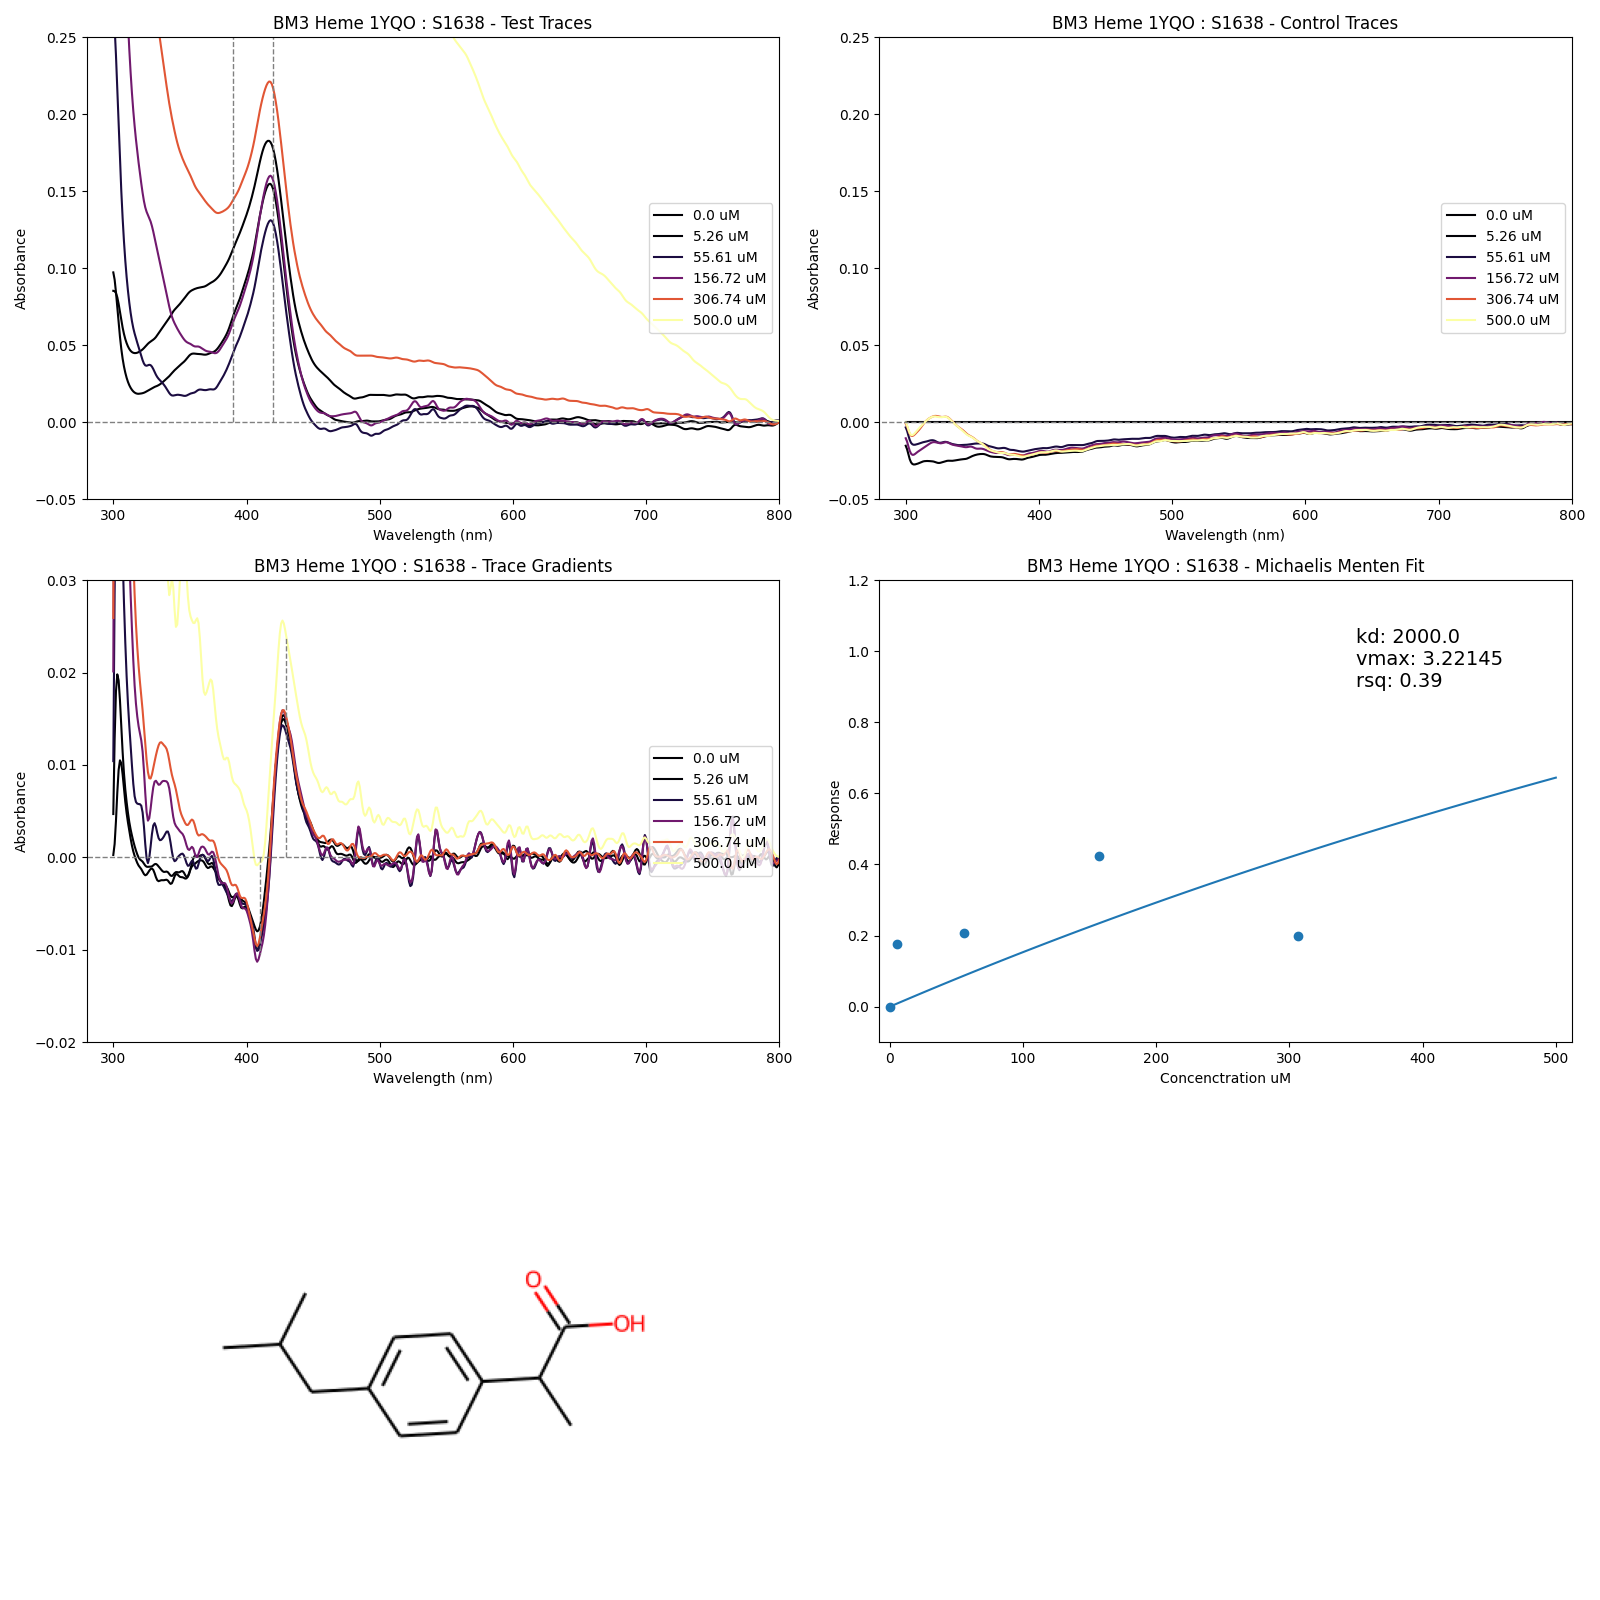 BM3 Heme 1YQO : S1638 - Test Traces
0.25
0.20
0.15
0.10
0.05
0.00
−0.05
Absorbance
300 400 500 600 700 800
Wavelength (nm)
0.0 uM
5.26 uM
55.61 uM
156.72 uM
306.74 uM
500.0 uM
BM3 Heme 1YQO : S1638 - Control Traces
0.25
0.20
0.15
0.10
0.05
0.00
−0.05
Absorbance
300 400 500 600 700 800
Wavelength (nm)
0.0 uM
5.26 uM
55.61 uM
156.72 uM
306.74 uM
500.0 uM
BM3 Heme 1YQO : S1638 - Trace Gradients
0.03
0.02
0.01
0.00
−0.01
−0.02
Absorbance
300 400 500 600 700 800
Wavelength (nm)
0.0 uM
5.26 uM
55.61 uM
156.72 uM
306.74 uM
500.0 uM
BM3 Heme 1YQO : S1638 - Michaelis Menten Fit
1.2
1.0
0.8
0.6
0.4
0.2
0.0
Response
0 100 200 300 400 500
Concenctration uM
kd: 2000.0
vmax: 3.22145
rsq: 0.39
O
OH